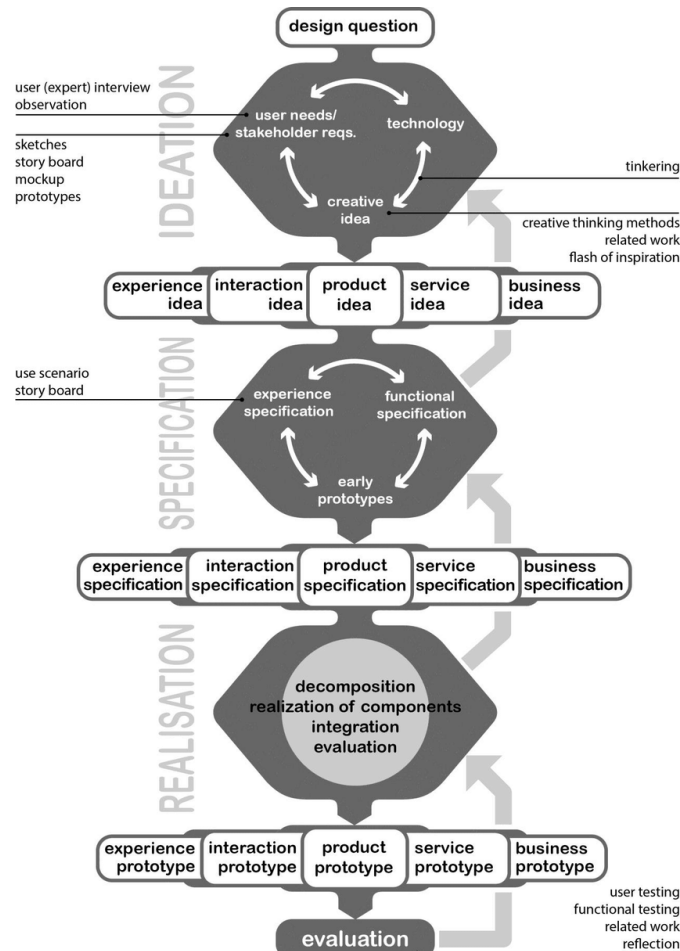 design question
IDEATION
user (expert) interview
observation
user needs/
stakeholder reqs.
technology
sketches
story board
mockup
prototypes
tinkering
creative
idea
creative thinking methods
related work
flash of inspiration
experience
idea
interaction
idea
product
idea
service
idea
business
idea
SPECIFICATION
use scenario
story board
experience
specification
functional
specification
early
prototypes
experience
specification
interaction
specification
product
specification
service
specification
business
specification
REALISATION
decomposition
realization of components
integration
evaluation
experience
prototype
interaction
prototype
product
prototype
service
prototype
business
prototype
user testing
functional testing
related work
reflection
evaluation